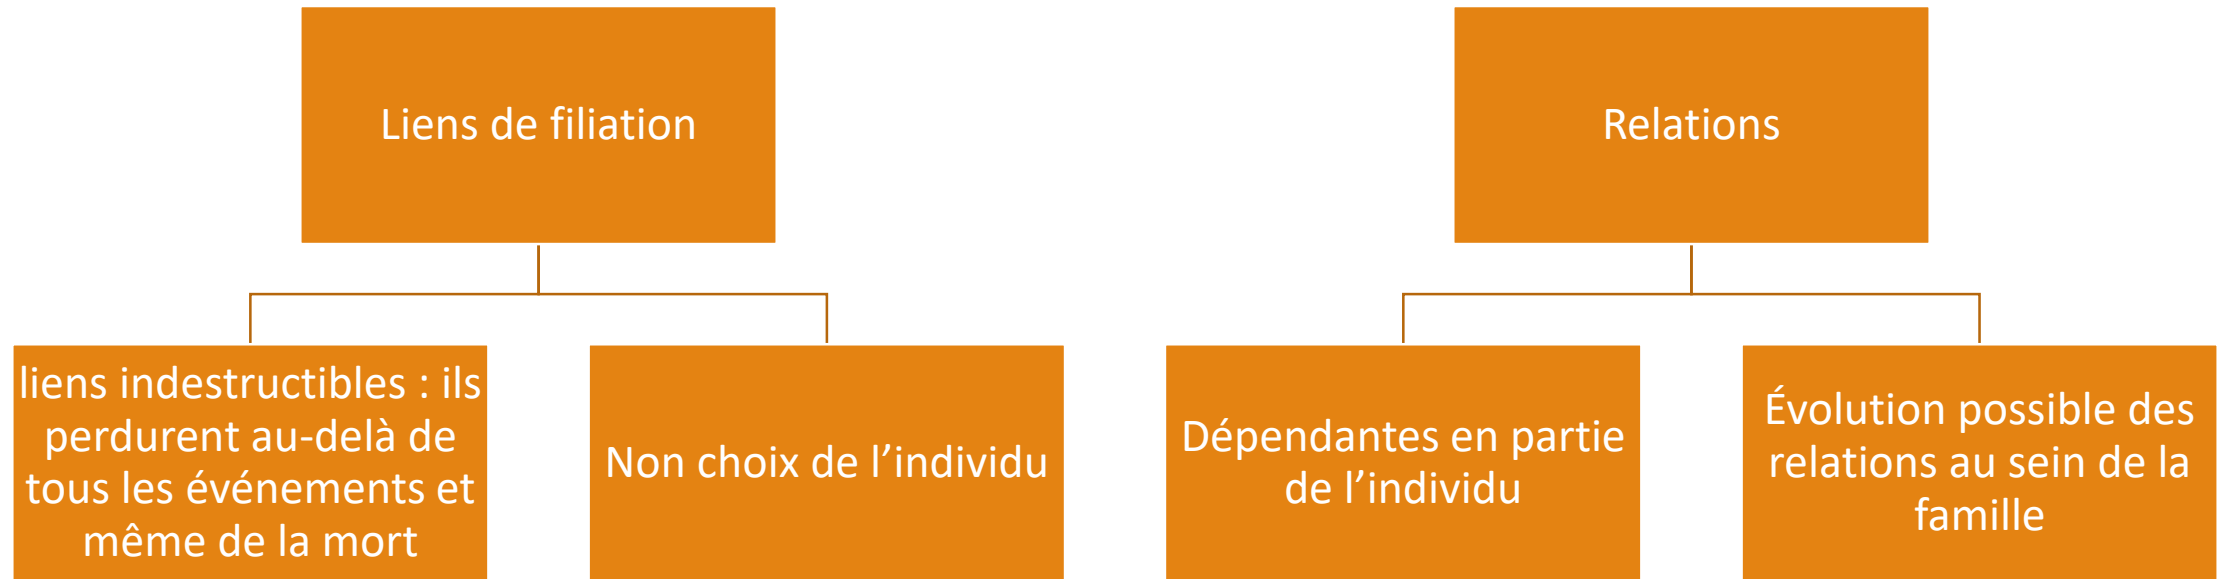 Liens de filiation
Relations
liens indestructibles : ils
perdurent au-delà de
tous les événements et
même de la mort
Non choix de l’individu
Dépendantes en partie
de l’individu
Évolution possible des
relations au sein de la
famille